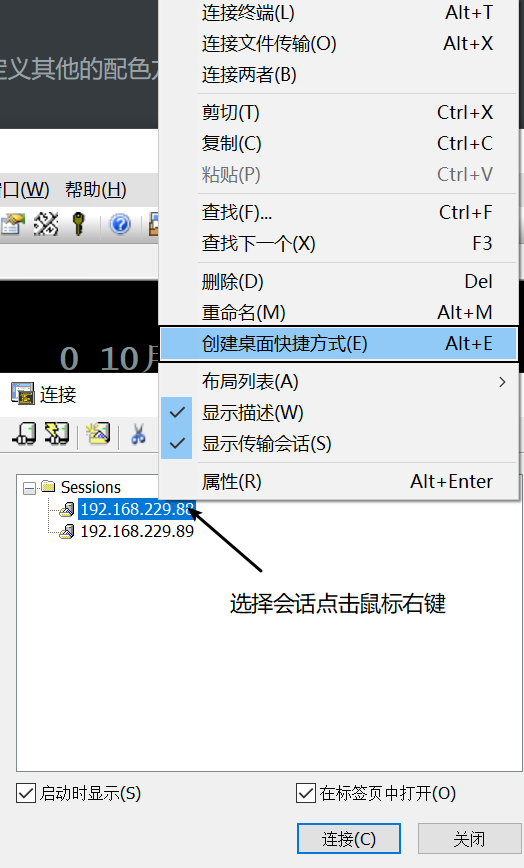 连接终端(L) Alt+T
定义其他的配色方
连接文件传输(O) Alt+X
连接两者(B)
剪切(T) Ctrl+X
复制(C) Ctrl+C
粘贴(P) Ctrl+V
窗口(W) 帮助(H)
查找(F)... Ctrl+F
查找下一个(X) F3
删除(D) Del
重命名(M) Alt+M
创建桌面快捷方式(E) Alt+E
0 10月
布局列表(A)
连接
显示描述(W)
显示传输会话(S)
属性(R) Alt+Enter
Sessions
192.168.229.88
192.168.229.89
选择会话点击鼠标右键
启动时显示(S) 在标签页中打开(O)
连接(C) 关闭